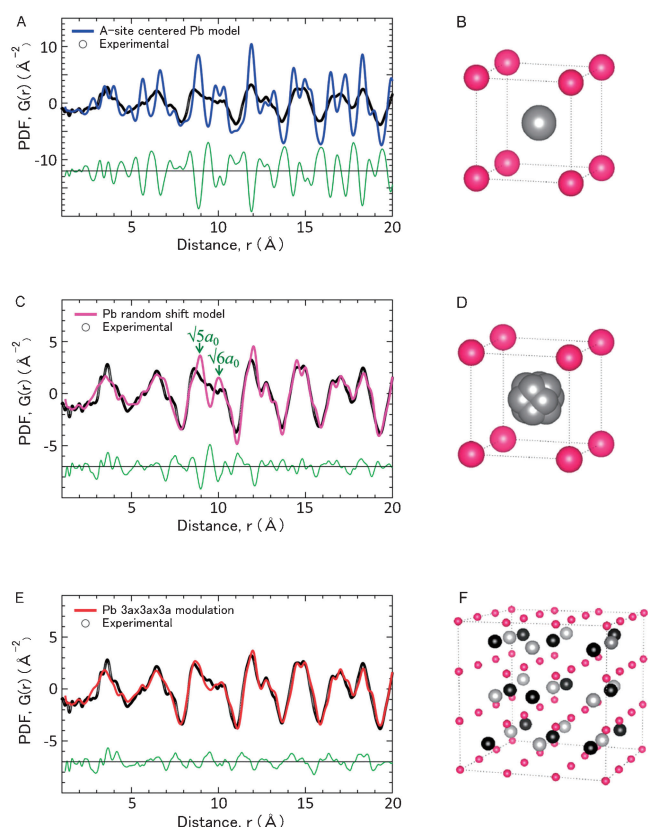 A
A-site centered Pb model
Experimental
PDF, G(r) (Å⁻²)
10
0
-10
5
10
15
20
Distance, r (Å)
B
C
Pb random shift model
Experimental
√5a₀
√6a₀
PDF, G(r) (Å⁻²)
5
0
-5
5
10
15
20
Distance, r (Å)
D
E
Pb 3ax3ax3a modulation
Experimental
PDF, G(r) (Å⁻²)
5
0
-5
5
10
15
20
Distance, r (Å)
F